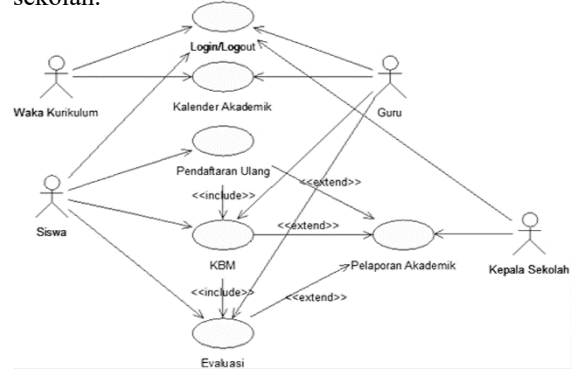 sekolah.
Login/Logout
Waka Kurikulum
Kalender Akademik
Guru
Pendaftaran Ulang
<<include>>
<<extend>>
Siswa
<<extend>>
KBM
Pelaporan Akademik
Kepala Sekolah
<<include>>
<<extend>>
Evaluasi